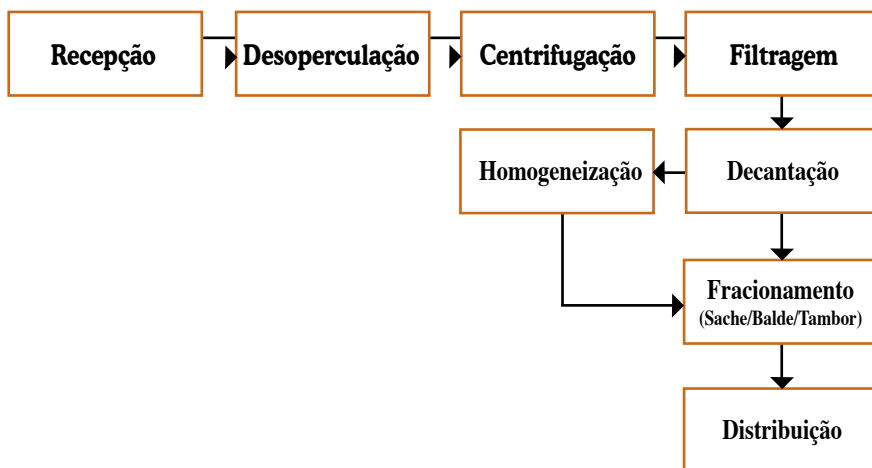 Recepção
Desoperculação
Centrifugação
Filtragem
Homogeneização
Decantação
Fracionamento
(Sache/Balde/Tambor)
Distribuição